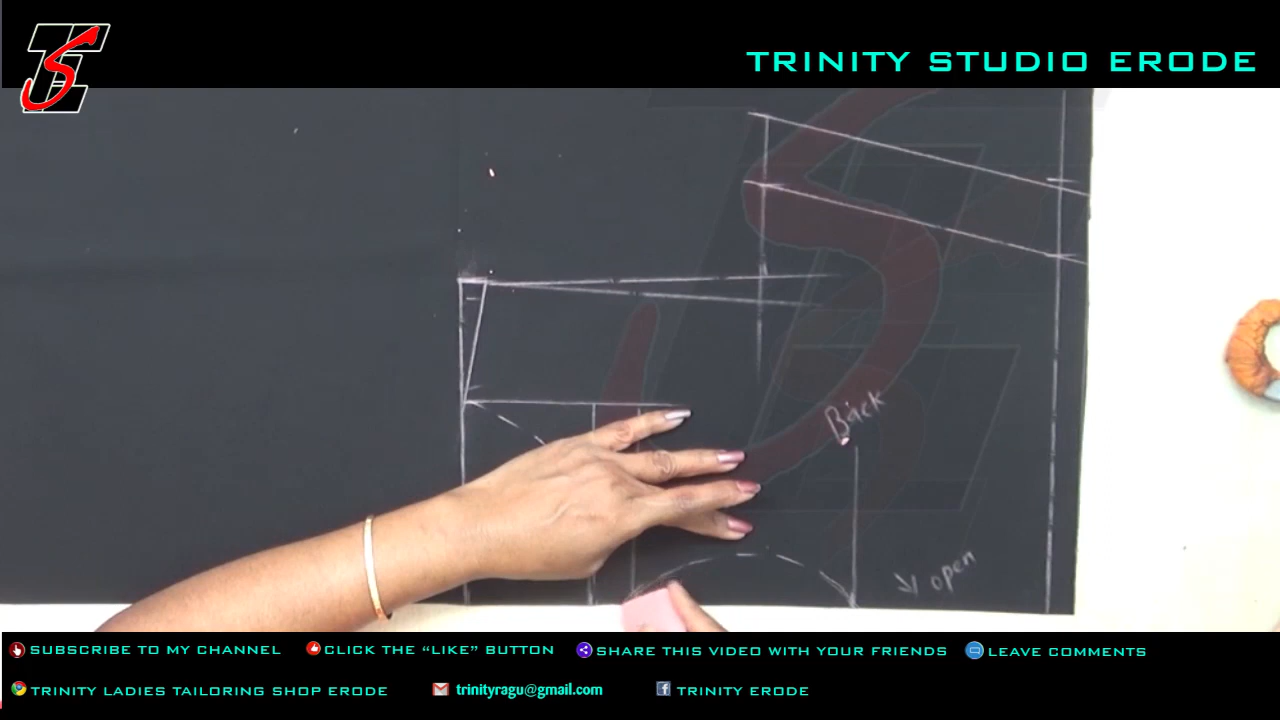 TRINITY STUDIO ERODE
Back
open
SUBSCRIBE TO MY CHANNEL
CLICK THE “LIKE” BUTTON
SHARE THIS VIDEO WITH YOUR FRIENDS
LEAVE COMMENTS
TRINITY LADIES TAILORING SHOP ERODE
trinityragu@gmail.com
TRINITY ERODE